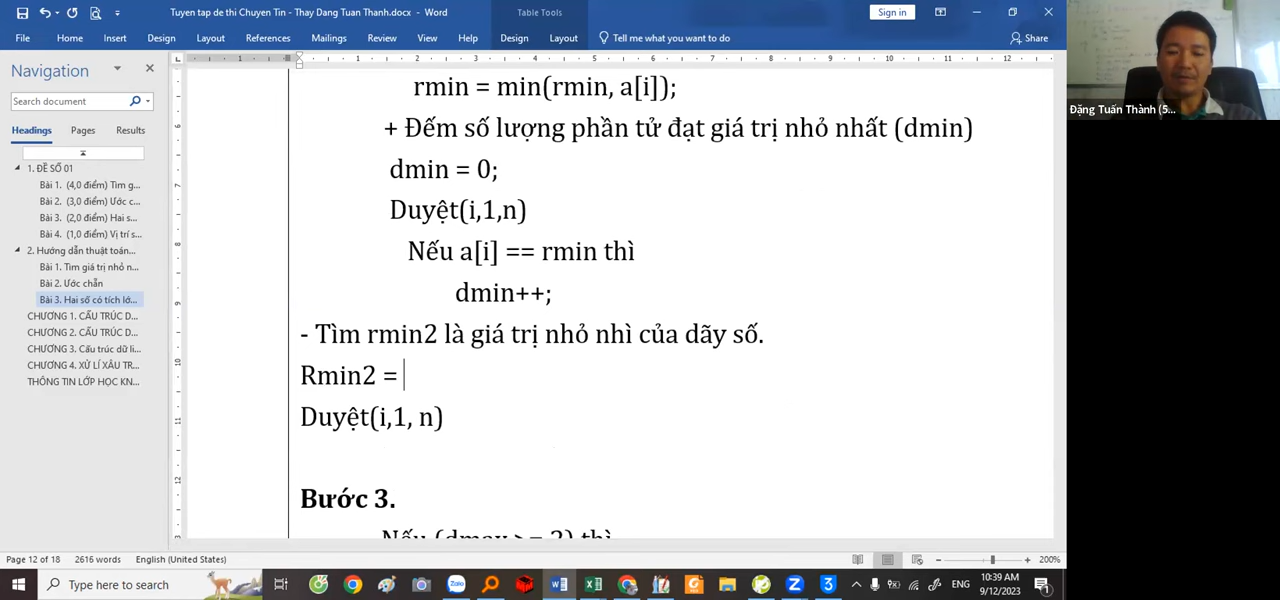 Tuyen tap de thi Chuyen Tin - Thay Dang Tuan Thanh.docx - Word
Table Tools
Sign in
File Home Insert Design Layout References Mailings Review View Help Design Layout Tell me what you want to do Share
Navigation
Search document
Headings Pages Results
1. ĐỀ SỐ 01
Bài 1. (4,0 điểm) Tìm g...
Bài 2. (3,0 điểm) Ước c...
Bài 3. (2,0 điểm) Hai s...
Bài 4. (1,0 điểm) Vị trí s...
2. Hướng dẫn thuật toán...
Bài 1. Tìm giá trị nhỏ n...
Bài 2. Ước chẵn
Bài 3. Hai số có tích lớ...
CHƯƠNG 1. CẤU TRÚC D...
CHƯƠNG 2. CẤU TRÚC D...
CHƯƠNG 3. Cấu trúc dữ li...
CHƯƠNG 4. XỬ LÍ XÂU TR...
THÔNG TIN LỚP HỌC KN...
rmin = min(rmin, a[i]);
+ Đếm số lượng phần tử đạt giá trị nhỏ nhất (dmin)
dmin = 0;
Duyệt(i,1,n)
Nếu a[i] == rmin thì
dmin++;
- Tìm rmin2 là giá trị nhỏ nhì của dãy số.
Rmin2 =
Duyệt(i,1, n)
Bước 3.
Nếu (dmax >= 2) thì
Đặng Tuấn Thành (5...
Page 12 of 18 2616 words English (United States)
200%
Type here to search
ENG
10:39 AM
9/12/2023